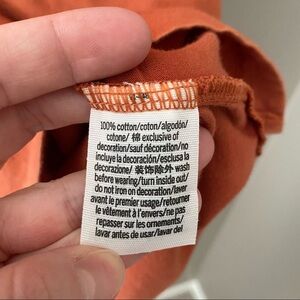 100% cotton/coton/algodón/
cotone/ 棉 exclusive of
decoration/sauf décoration/no
incluye la decoración/esclusa la
decorazione/ 装饰除外 wash
before wearing/turn inside out/
do not iron on decoration/laver
avant le premier usage/retourner
le vêtement à l'envers/ne pas
repasser sur les ornements/
lavar antes de usar/lavar del